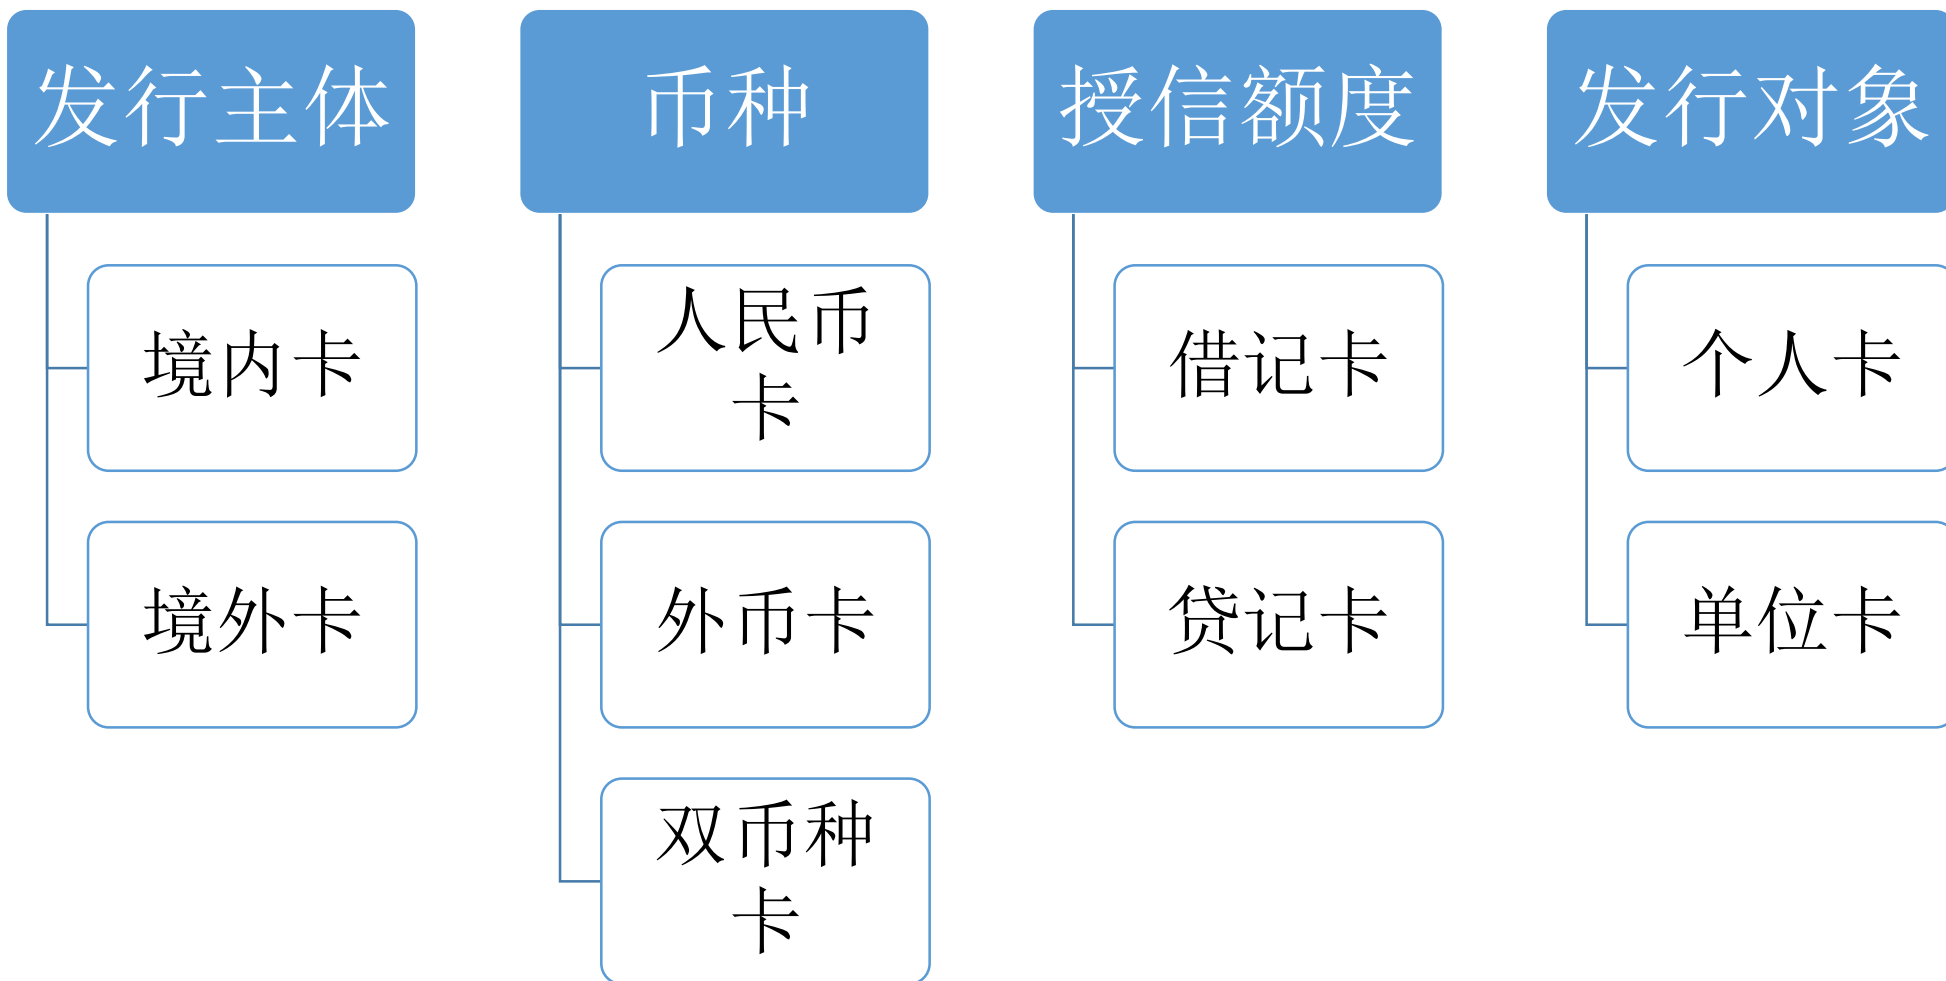 发行主体
境内卡
境外卡
币种
人民币
卡
外币卡
双币种
卡
授信额度
借记卡
贷记卡
发行对象
个人卡
单位卡